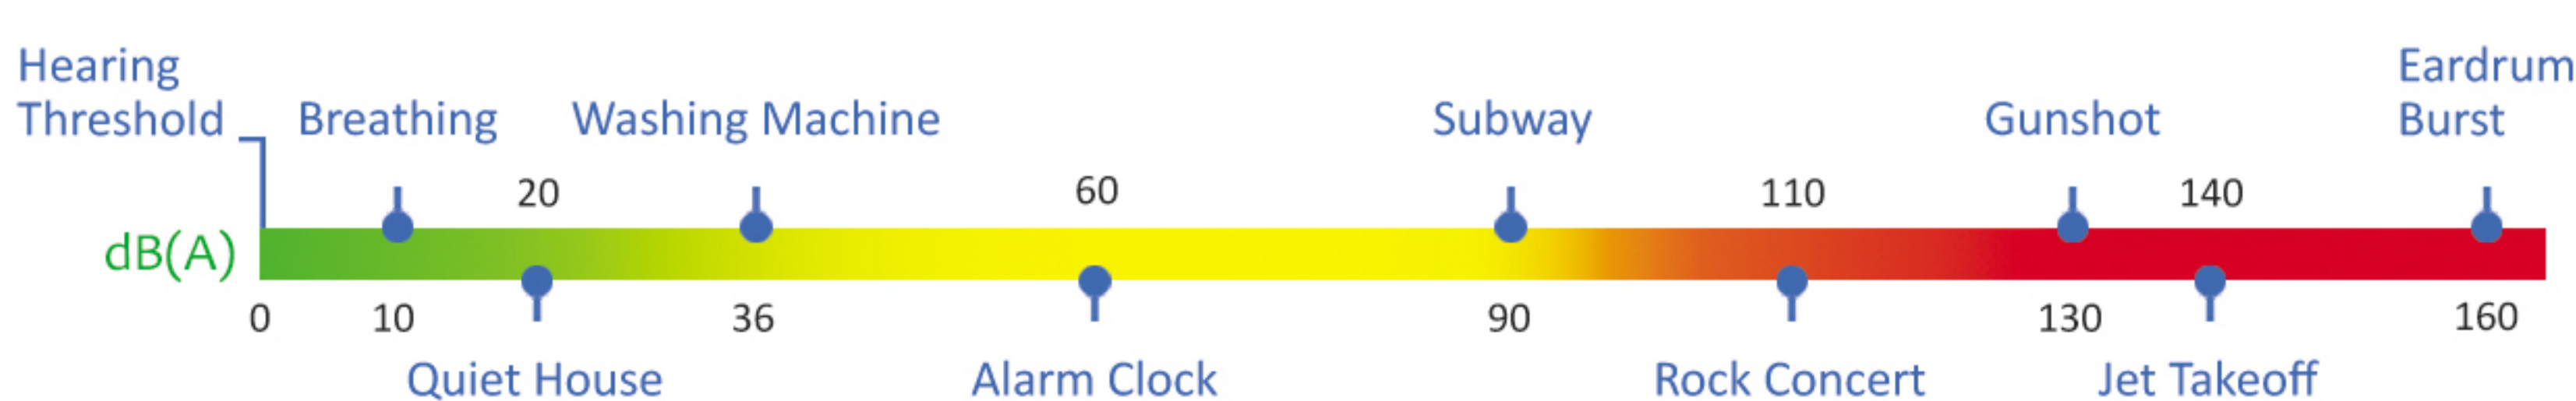 Hearing
Threshold
Breathing
Washing Machine
Subway
Gunshot
Eardrum
Burst
20
60
110
140
dB(A)
0
10
36
90
130
160
Quiet House
Alarm Clock
Rock Concert
Jet Takeoff